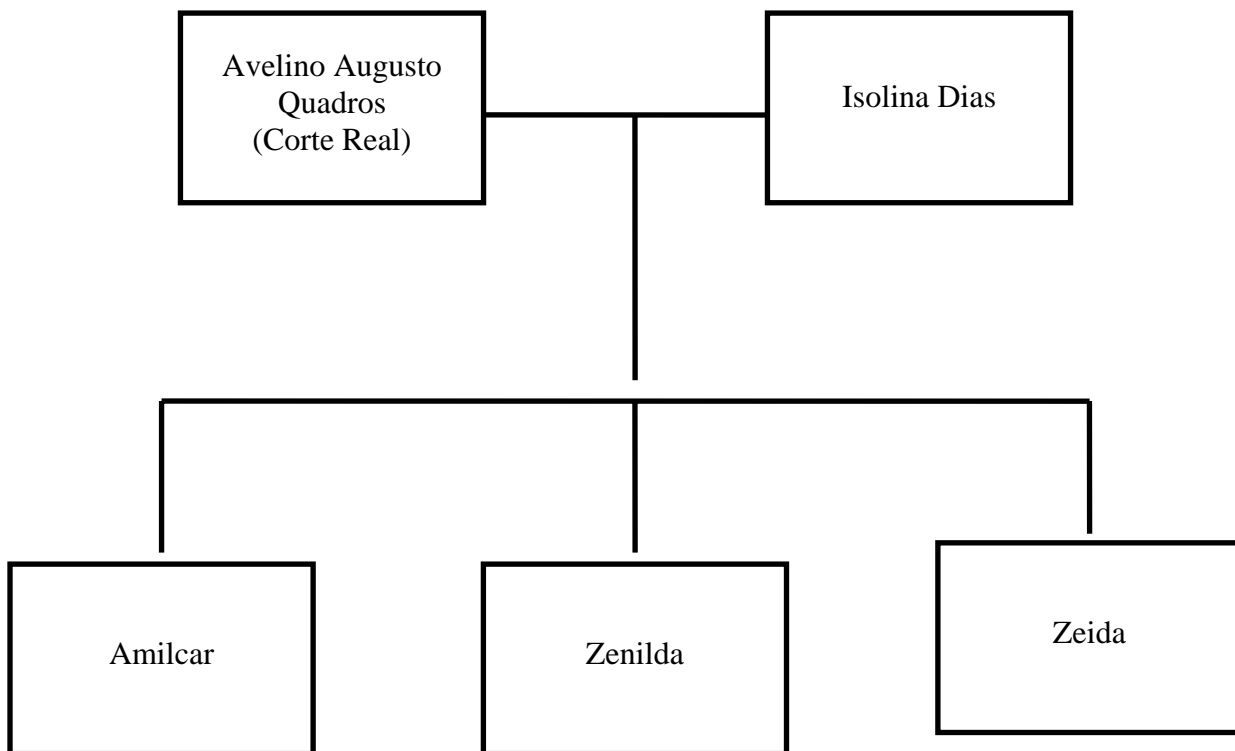 Avelino Augusto
Quadros
(Corte Real)
Isolina Dias
Amilcar
Zenilda
Zeida